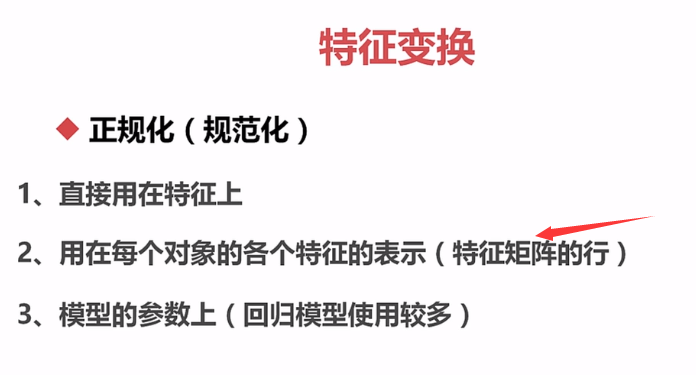 特征变换
正规化（规范化）
1、直接用在特征上
2、用在每个对象的各个特征的表示（特征矩阵的行）
3、模型的参数上（回归模型使用较多）